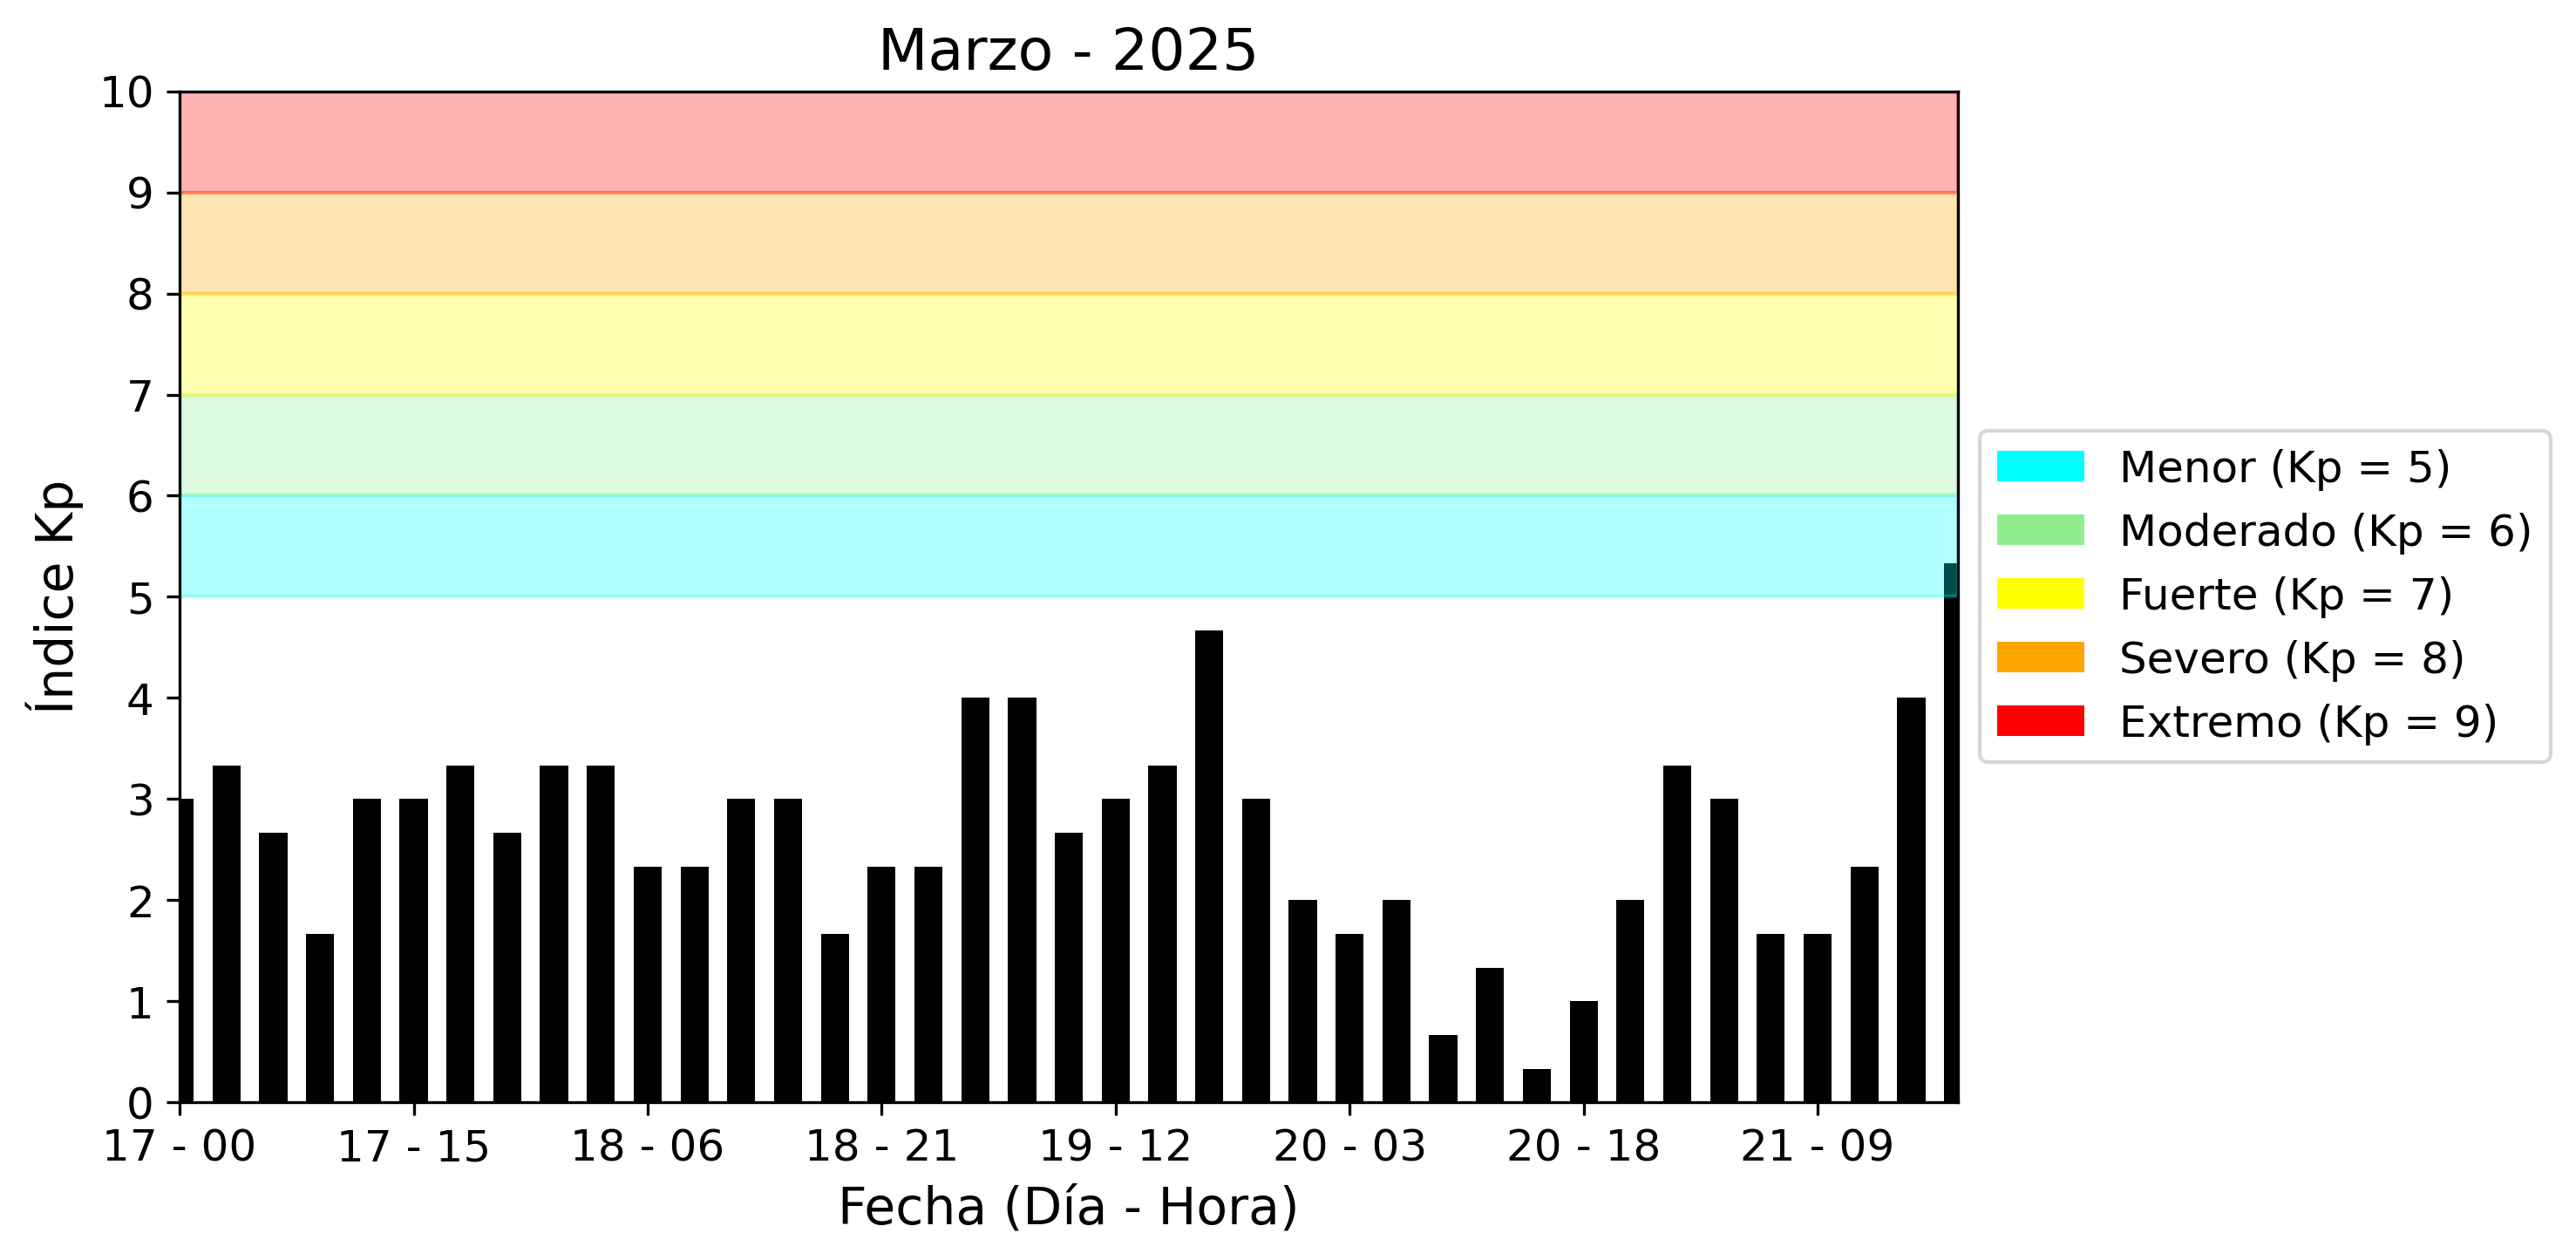 Marzo - 2025
10
9
8
7
6
5
4
3
2
1
0
Índice Kp
17 - 00
17 - 15
18 - 06
18 - 21
19 - 12
20 - 03
20 - 18
21 - 09
Fecha (Día - Hora)
Menor (Kp = 5)
Moderado (Kp = 6)
Fuerte (Kp = 7)
Severo (Kp = 8)
Extremo (Kp = 9)